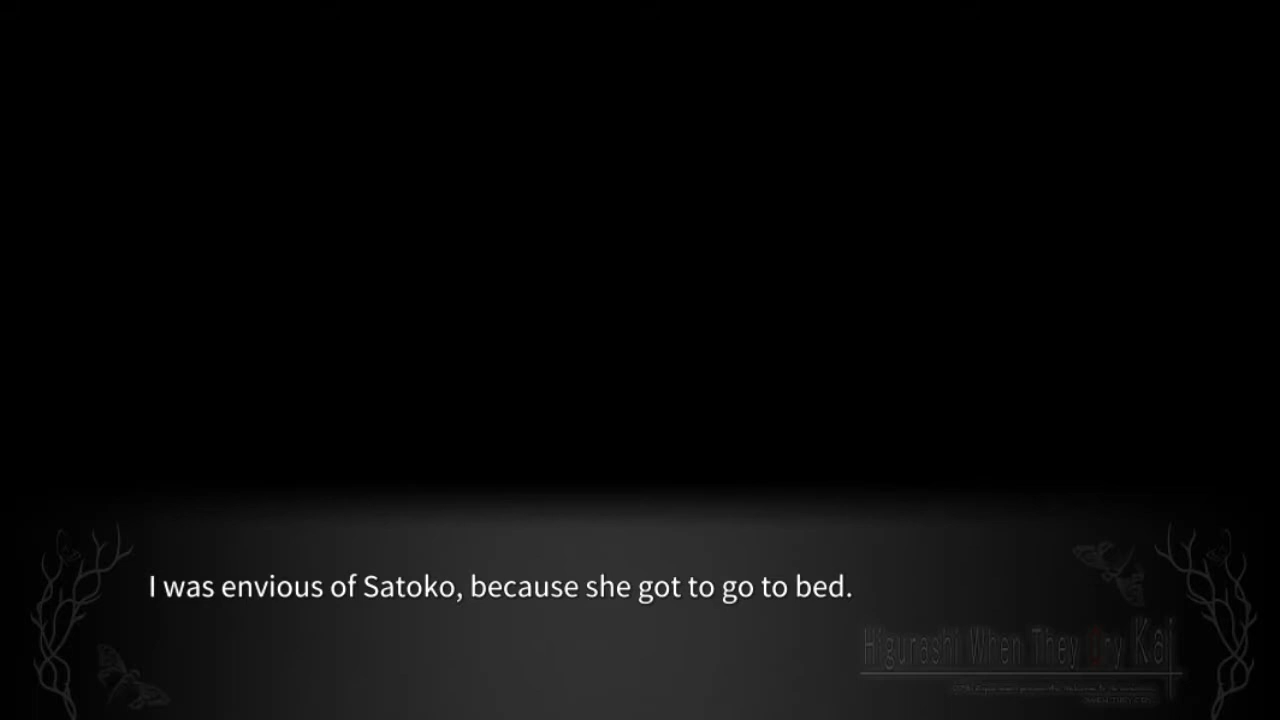 I was envious of Satoko, because she got to go to bed.
Higurashi When They Cry Kai